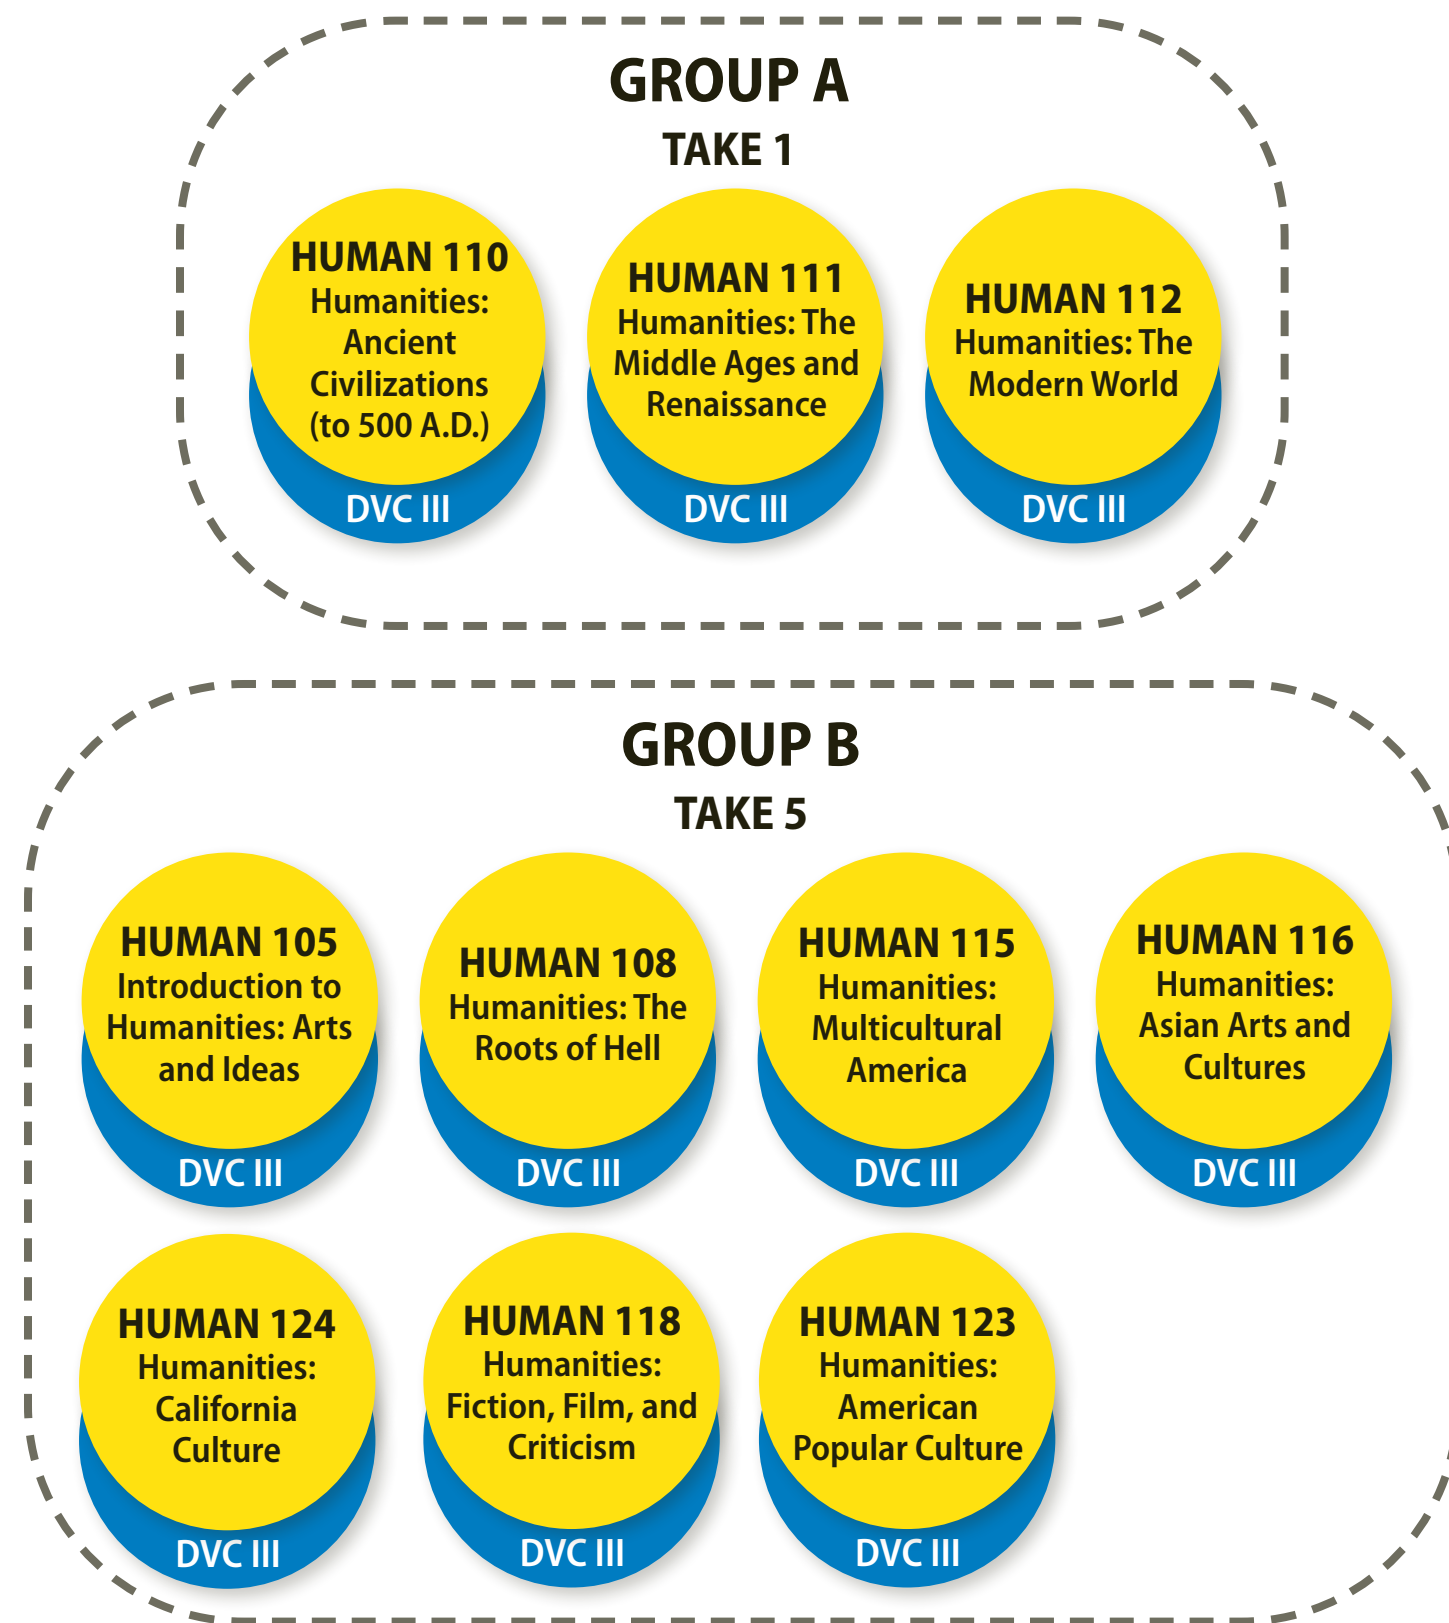 GROUP A
TAKE 1
HUMAN 110
Humanities:
Ancient
Civilizations
(to 500 A.D.)
DVC III
HUMAN 111
Humanities: The
Middle Ages and
Renaissance
DVC III
HUMAN 112
Humanities: The
Modern World
DVC III
GROUP B
TAKE 5
HUMAN 105
Introduction to
Humanities: Arts
and Ideas
DVC III
HUMAN 108
Humanities: The
Roots of Hell
DVC III
HUMAN 115
Humanities:
Multicultural
America
DVC III
HUMAN 116
Humanities:
Asian Arts and
Cultures
DVC III
HUMAN 124
Humanities:
California
Culture
DVC III
HUMAN 118
Humanities:
Fiction, Film, and
Criticism
DVC III
HUMAN 123
Humanities:
American
Popular Culture
DVC III